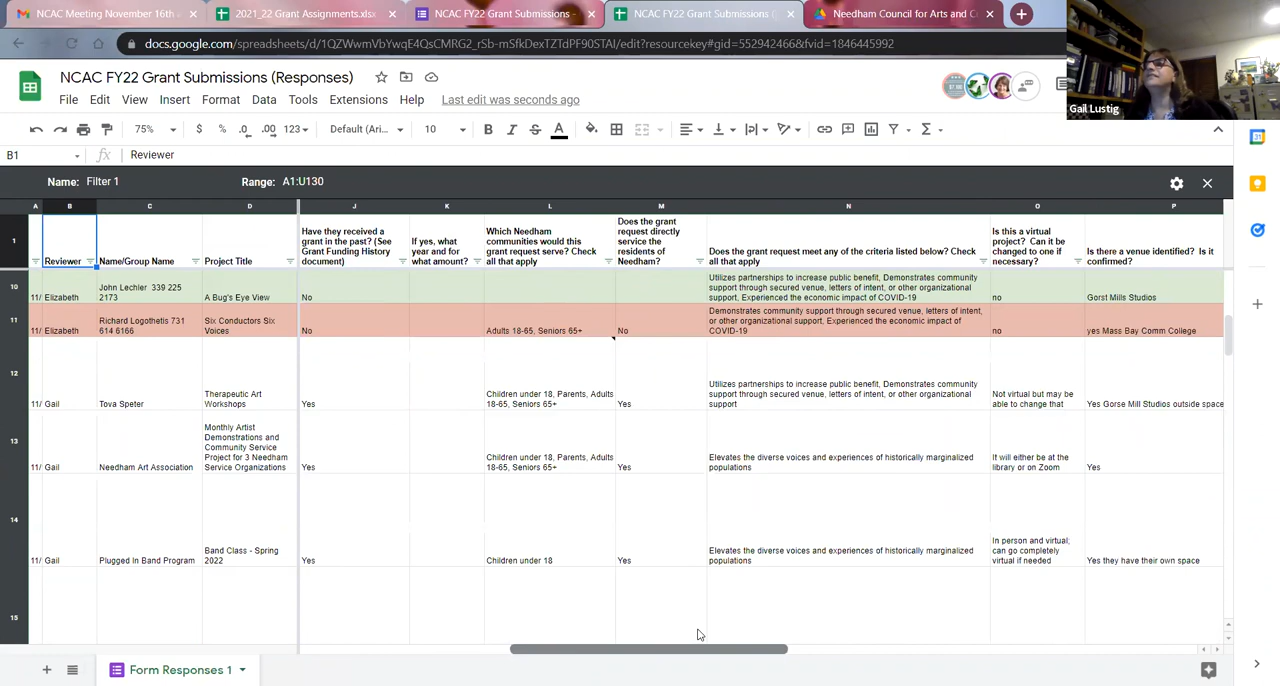 NCAC Meeting November 16th a
2021_22 Grant Assignments.xlsx
NCAC FY22 Grant Submissions -
NCAC FY22 Grant Submissions (
Needham Council for Arts and C
docs.google.com/spreadsheets/d/1QZWwmVbYwqE4QsCMRG2_rSb-mSfkDexTZTdPF90STAI/edit?resourcekey#gid=552942466&fvid=1846445992
NCAC FY22 Grant Submissions (Responses)
File Edit View Insert Format Data Tools Extensions Help Last edit was seconds ago
Gail Lustig
75% $ % .0 .00 123 Default (Ari... 10 B I S A
B1 fx Reviewer
Name: Filter 1 Range: A1:U130
A B C D J K L M N O P
1
Reviewer
Name/Group Name
Project Title
Have they received a
grant in the past? (See
Grant Funding History
document)
If yes, what
year and for
what amount?
Which Needham
communities would this
grant request serve? Check
all that apply
Does the grant
request directly
service the
residents of
Needham?
Does the grant request meet any of the criteria listed below? Check
all that apply
Is this a virtual
project? Can it be
changed to one if
necessary?
Is there a venue identified? Is it
confirmed?
10
11/ Elizabeth
John Lechler 339 225
2173
A Bug's Eye View
No
Utilizes partnerships to increase public benefit, Demonstrates community
support through secured venue, letters of intent, or other organizational
support, Experienced the economic impact of COVID-19
no
Gorst Mills Studios
11
11/ Elizabeth
Richard Logothetis 731
614 6166
Six Conductors Six
Voices
No
Adults 18-65, Seniors 65+
No
Demonstrates community support through secured venue, letters of intent,
or other organizational support, Experienced the economic impact of
COVID-19
no
yes Mass Bay Comm College
12
11/ Gail
Tova Speter
Therapeutic Art
Workshops
Yes
Children under 18, Parents, Adults
18-65, Seniors 65+
Yes
Utilizes partnerships to increase public benefit, Demonstrates community
support through secured venue, letters of intent, or other organizational
support
Not virtual but may be
able to change that
Yes Gorse Mill Studios outside space
13
11/ Gail
Needham Art Association
Monthly Artist
Demonstrations and
Community Service
Project for 3 Needham
Service Organizations
Yes
Children under 18, Parents, Adults
18-65, Seniors 65+
Yes
Elevates the diverse voices and experiences of historically marginalized
populations
It will either be at the
library or on Zoom
Yes
14
11/ Gail
Plugged In Band Program
Band Class - Spring
2022
Yes
Children under 18
Yes
Elevates the diverse voices and experiences of historically marginalized
populations
In person and virtual;
can go completely
virtual if needed
Yes they have their own space
15
Form Responses 1